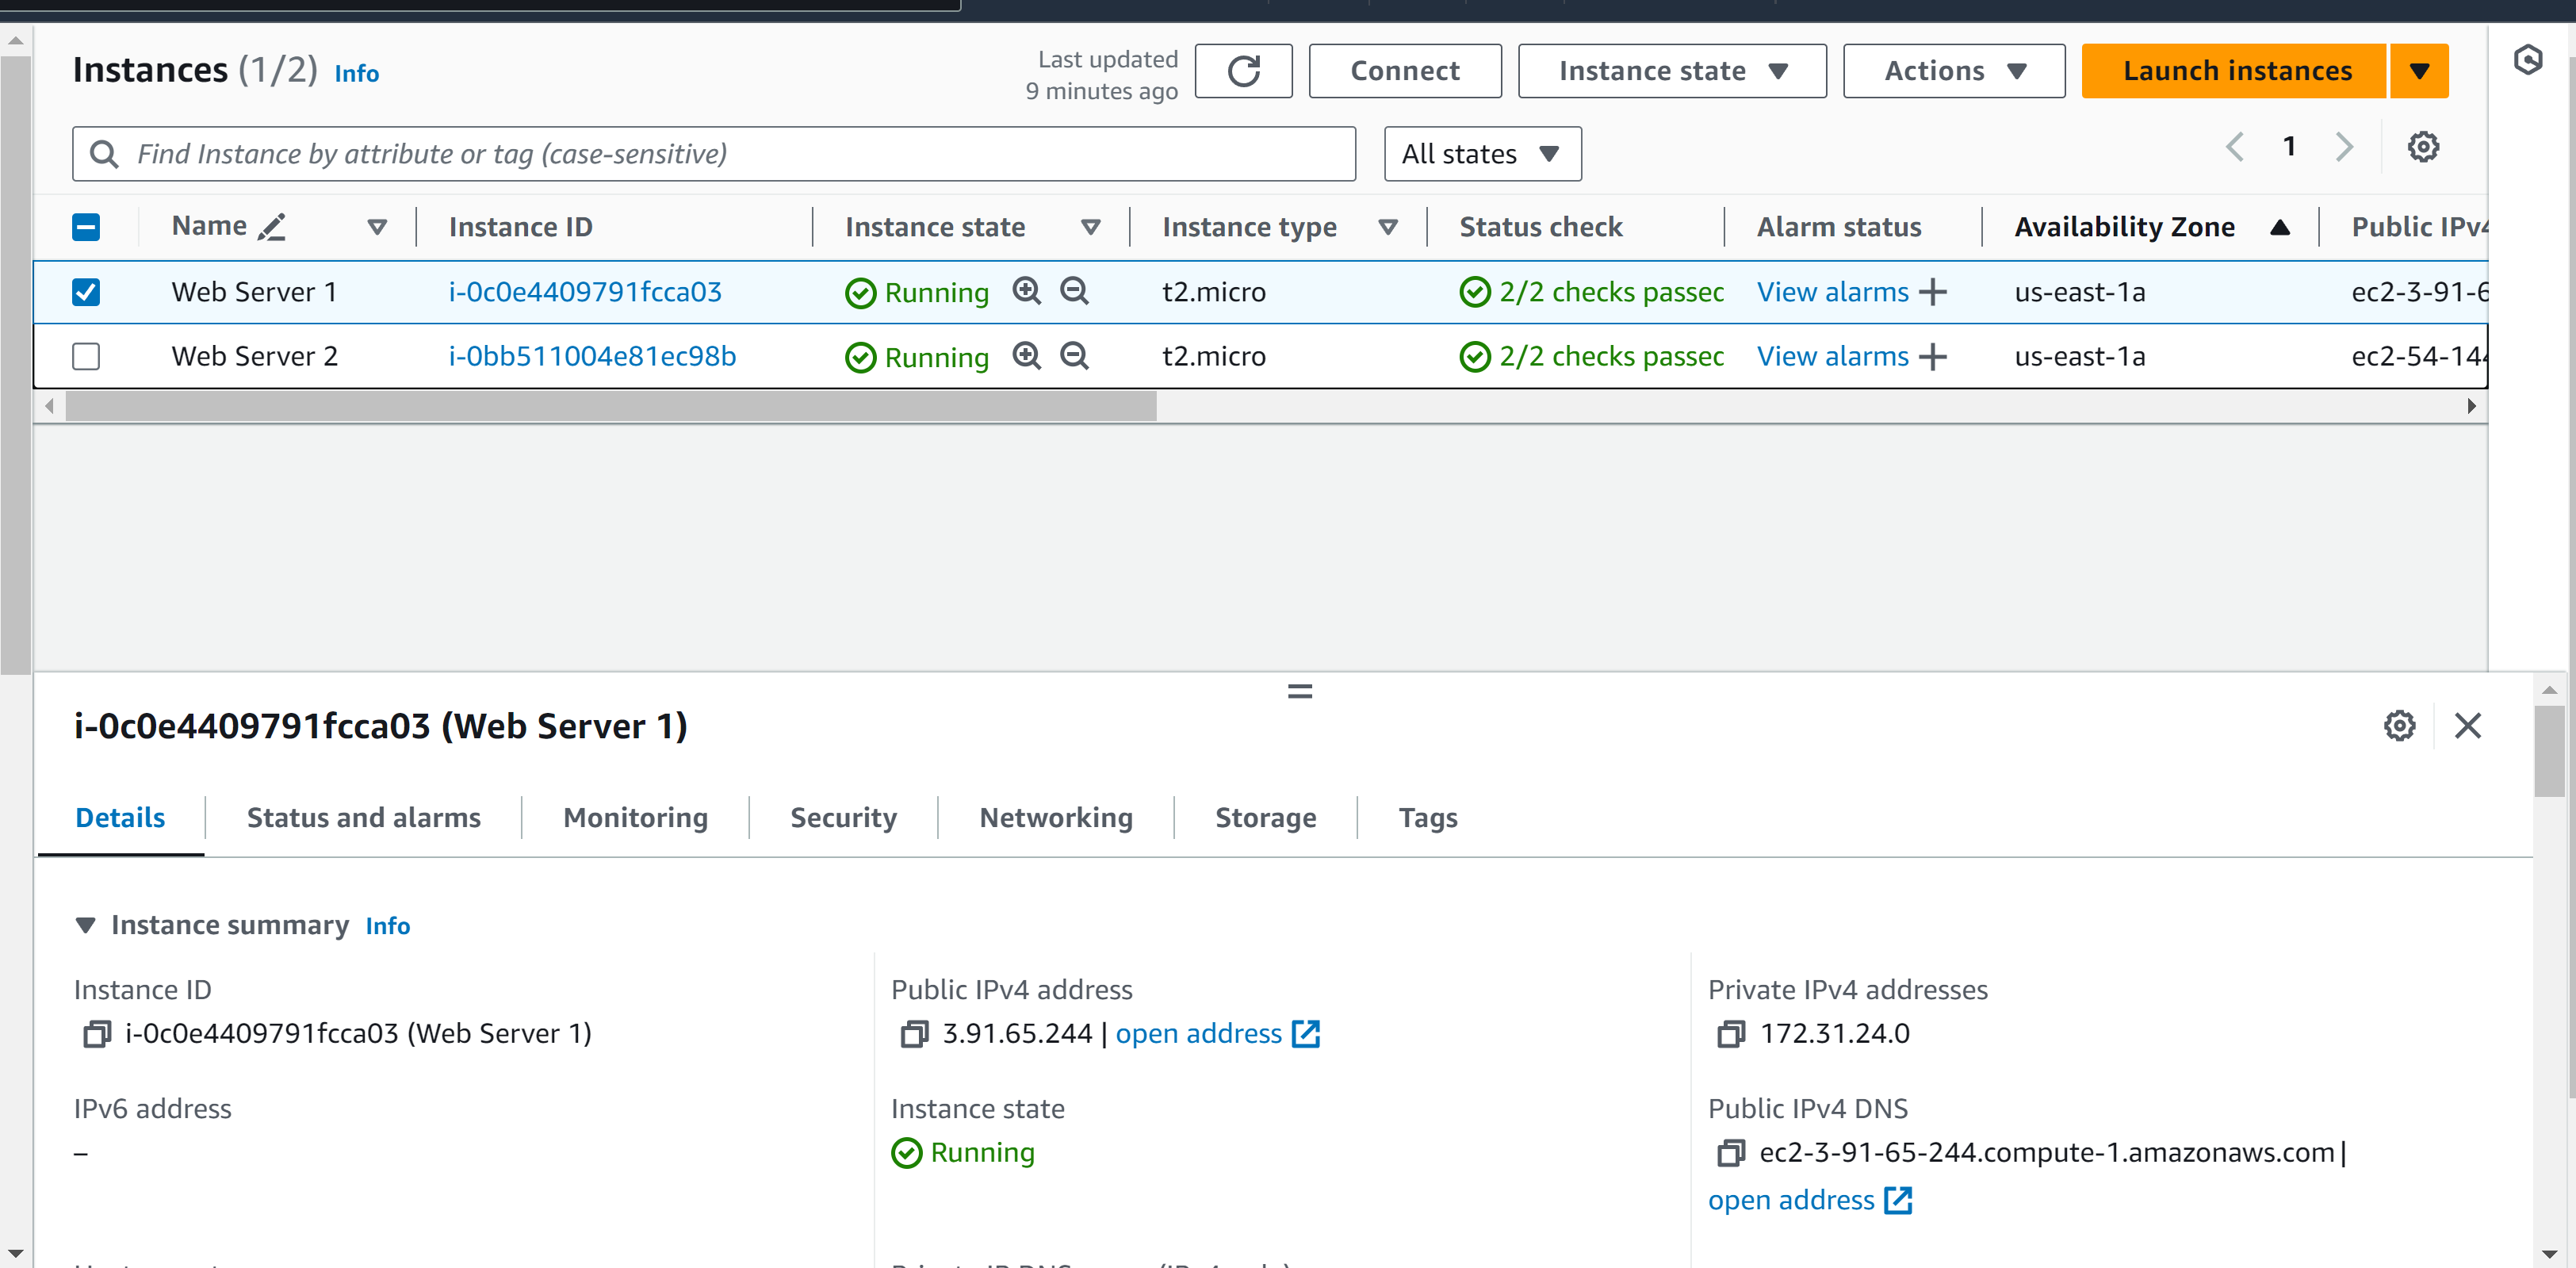 Instances (1/2) Info
Last updated
9 minutes ago
Connect
Instance state
Actions
Launch instances
Find Instance by attribute or tag (case-sensitive)
All states
1
Name Instance ID Instance state Instance type Status check Alarm status Availability Zone Public IPv4
Web Server 1 i-0c0e4409791fcca03 Running t2.micro 2/2 checks passec View alarms us-east-1a ec2-3-91-6
Web Server 2 i-0bb511004e81ec98b Running t2.micro 2/2 checks passec View alarms us-east-1a ec2-54-144
i-0c0e4409791fcca03 (Web Server 1)
Details Status and alarms Monitoring Security Networking Storage Tags
Instance summary Info
Instance ID
i-0c0e4409791fcca03 (Web Server 1)
Public IPv4 address
3.91.65.244 | open address
Private IPv4 addresses
172.31.24.0
IPv6 address
–
Instance state
Running
Public IPv4 DNS
ec2-3-91-65-244.compute-1.amazonaws.com |
open address